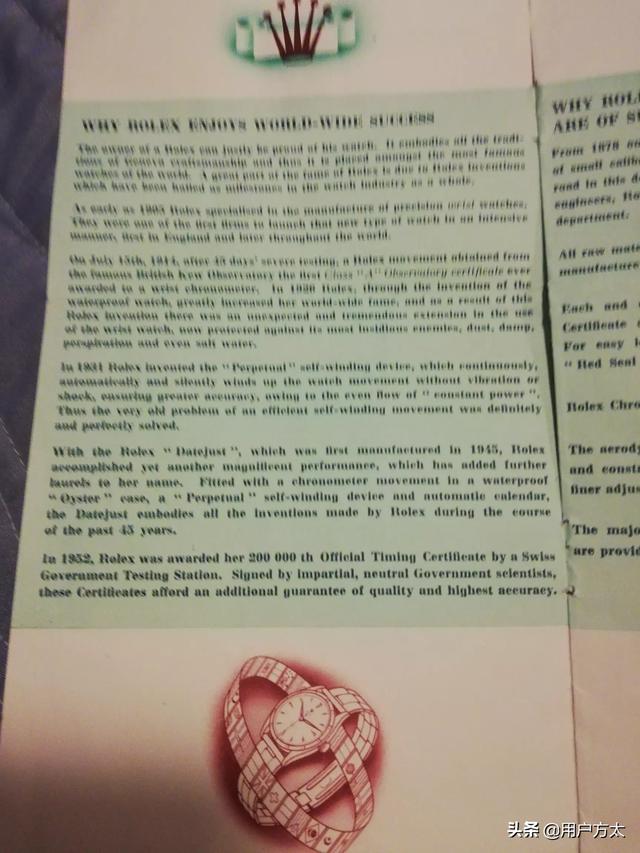 WHY ROLEX ENJOYS WORLD-WIDE SUCCESS
The owner of a Rolex can justly be proud of his watch. It embodies all the tradi-
tions of Geneva craftsmanship and thus it is placed amongst the most famous
watches of the world. A great part of the fame of Rolex is due to Rolex inventions
which have been hailed as milestones in the watch industry as a whole.
As early as 1905 Rolex specialised in the manufacture of precision wrist watches.
They were one of the first firms to launch that new type of watch in an intensive
manner, first in England and later throughout the world.
On July 15th, 1914, after 45 days' severe testing, a Rolex movement obtained from
the famous British Kew Observatory the first Class "A" Observatory certificate ever
awarded to a wrist chronometer. In 1926 Rolex, through the invention of the
waterproof watch, greatly increased her world-wide fame, and as a result of this
Rolex invention there was an unexpected and tremendous extension in the use
of the wrist watch, now protected against its most insidious enemies, dust, damp,
perspiration and even salt water.
In 1931 Rolex invented the "Perpetual" self-winding device, which continuously,
automatically and silently winds up the watch movement without vibration or
shock, ensuring greater accuracy, owing to the even flow of "constant power".
Thus the very old problem of an efficient self-winding movement was definitely
and perfectly solved.
With the Rolex "Datejust", which was first manufactured in 1945, Rolex
accomplished yet another magnificent performance, which has added further
laurels to her name. Fitted with a chronometer movement in a waterproof
"Oyster" case, a "Perpetual" self-winding device and automatic calendar,
the Datejust embodies all the inventions made by Rolex during the course
of the past 45 years.
In 1952, Rolex was awarded her 200 000 th Official Timing Certificate by a Swiss
Government Testing Station. Signed by impartial, neutral Government scientists,
these Certificates afford an additional guarantee of quality and highest accuracy.
WHY ROL
ARE OF S
From 1878 on
of small calib
road in this d
engineers, Ro
department.
All raw mate
manufacture
Each and
Certificate
For easy l
"Red Seal
Rolex Chro
The aerody
and constr
finer adjus
The majo
are provid
头条 @用户方太